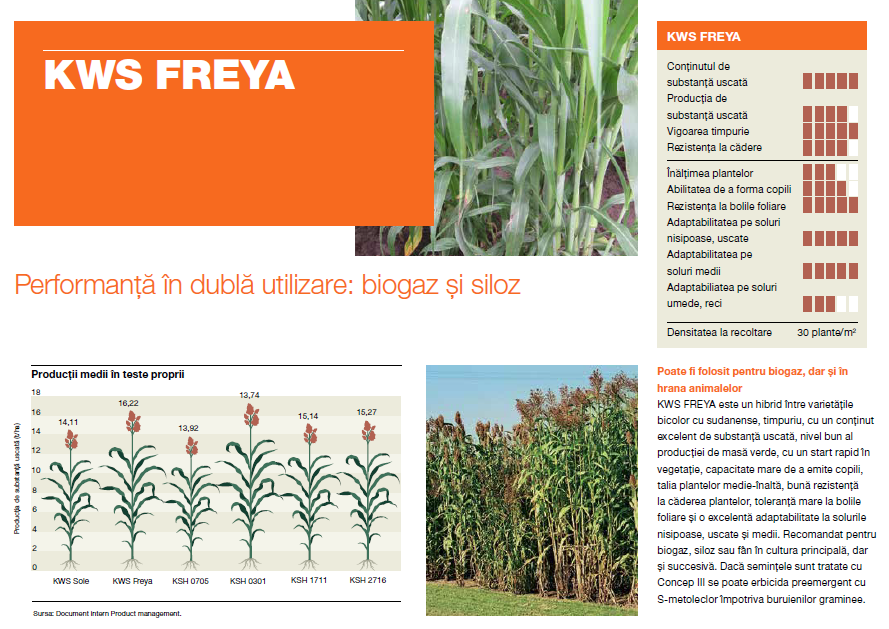 KWS FREYA
KWS FREYA
Conținutul de
substanță uscată
Producția de
substanță uscată
Vigoarea timpurie
Rezistența la cădere
Înălțimea plantelor
Abilitatea de a forma copili
Rezistența la bolile foliare
Adaptabilitatea pe soluri
nisipoase, uscate
Adaptabilitatea pe
soluri medii
Adaptabiliatea pe soluri
umede, reci
Densitatea la recoltare 30 plante/m²
Performanță în dublă utilizare: biogaz și siloz
Producții medii în teste proprii
Producția de substanță uscată (t/ha)
18
16
14
12
10
8
6
4
2
0
14,11
16,22
13,92
13,74
15,14
15,27
KWS Sole
KWS Freya
KSH 0705
KSH 0301
KSH 1711
KSH 2716
Sursa: Document intern Product management.
Poate fi folosit pentru biogaz, dar și în
hrana animalelor
KWS FREYA este un hibrid între varietățile
bicolor cu sudanense, timpuriu, cu un conținut
excelent de substanță uscată, nivel bun al
producției de masă verde, cu un start rapid în
vegetație, capacitate mare de a emite copili,
talia plantelor medie-înaltă, bună rezistență
la căderea plantelor, toleranță mare la bolile
foliare și o excelentă adaptabilitate la solurile
nisipoase, uscate și medii. Recomandat pentru
biogaz, siloz sau fân în cultura principală, dar
și succesivă. Dacă semințele sunt tratate cu
Concep III se poate erbicida preemergent cu
S-metoleclor împotriva buruienilor graminee.